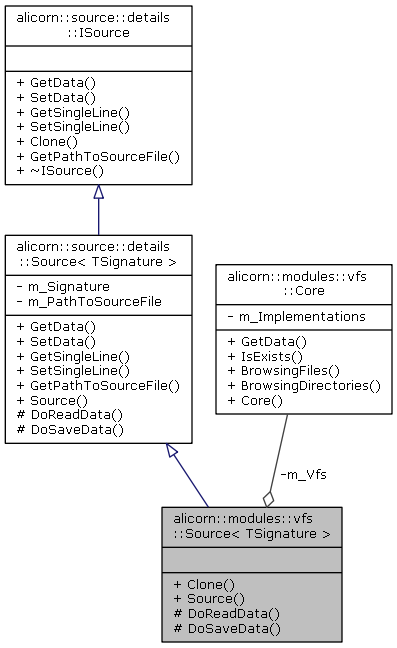 alicorn::source::details
::ISource
+ GetData()
+ SetData()
+ GetSingleLine()
+ SetSingleLine()
+ Clone()
+ GetPathToSourceFile()
+ ~ISource()
alicorn::source::details
::Source< TSignature >
- m_Signature
- m_PathToSourceFile
+ GetData()
+ SetData()
+ GetSingleLine()
+ SetSingleLine()
+ GetPathToSourceFile()
+ Source()
# DoReadData()
# DoSaveData()
alicorn::modules::vfs
::Core
- m_Implementations
+ GetData()
+ IsExists()
+ BrowsingFiles()
+ BrowsingDirectories()
+ Core()
-m_Vfs
alicorn::modules::vfs
::Source< TSignature >
+ Clone()
+ Source()
# DoReadData()
# DoSaveData()